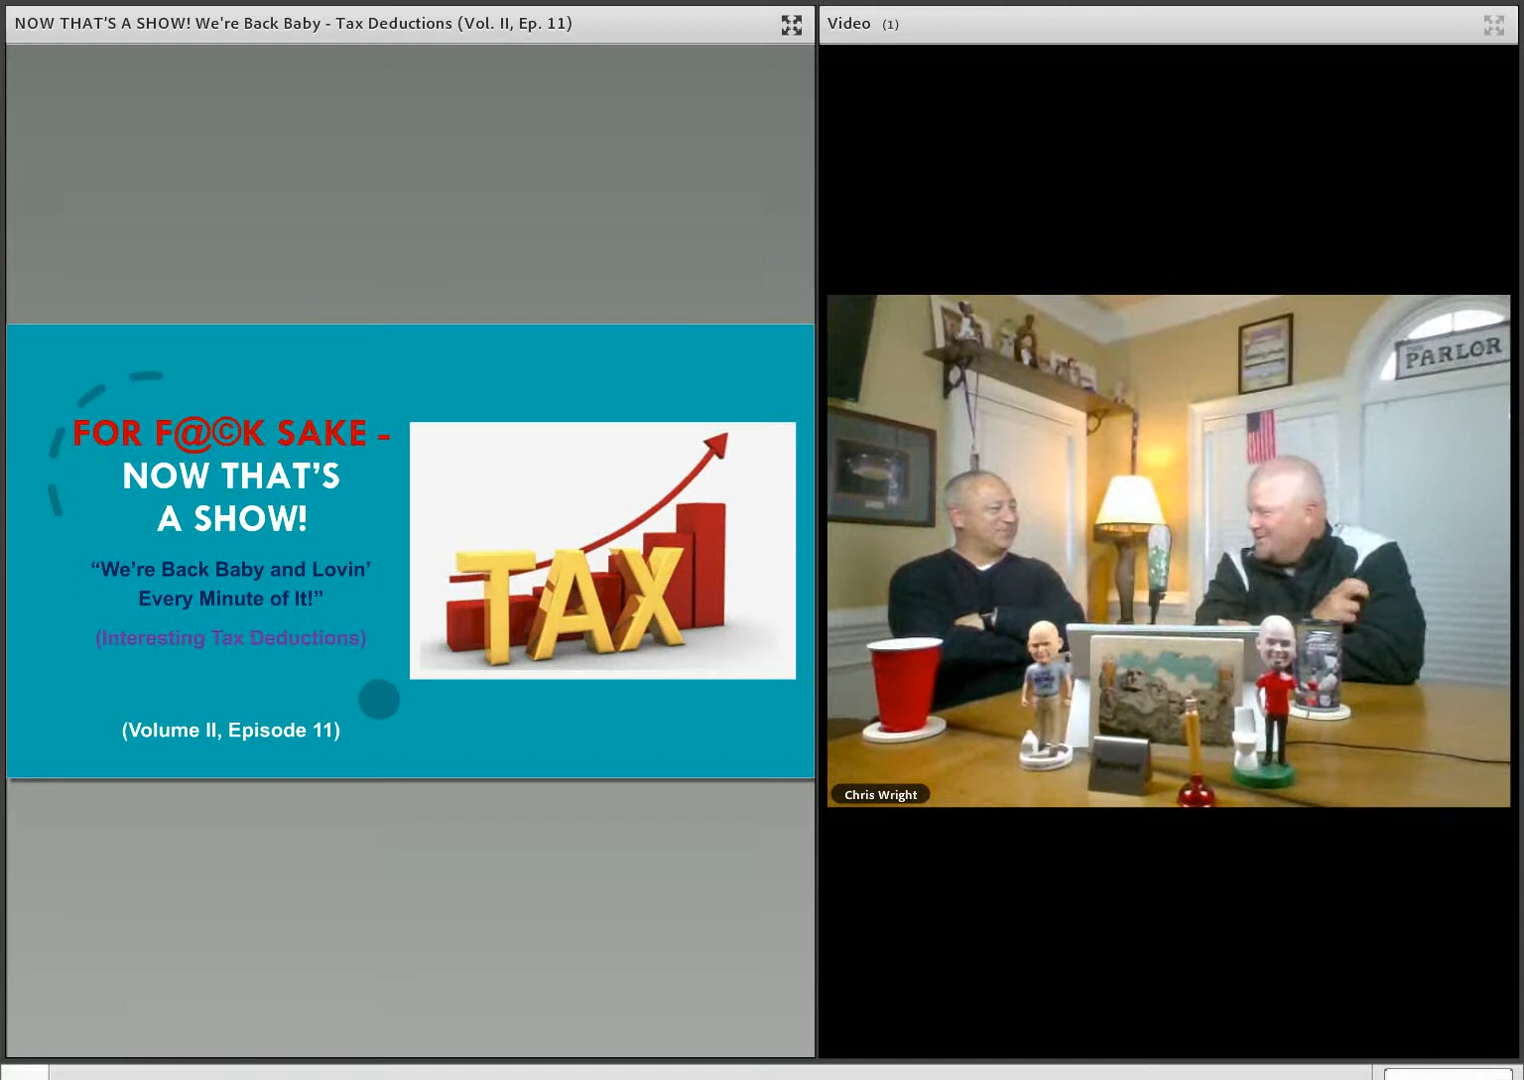 NOW THAT'S A SHOW! We're Back Baby - Tax Deductions (Vol. II, Ep. 11)
Video (1)
FOR F@©K SAKE -
NOW THAT'S
A SHOW!
“We’re Back Baby and Lovin’
Every Minute of It!”
(Interesting Tax Deductions)
(Volume II, Episode 11)
TAX
PARLOR
Chris Wright